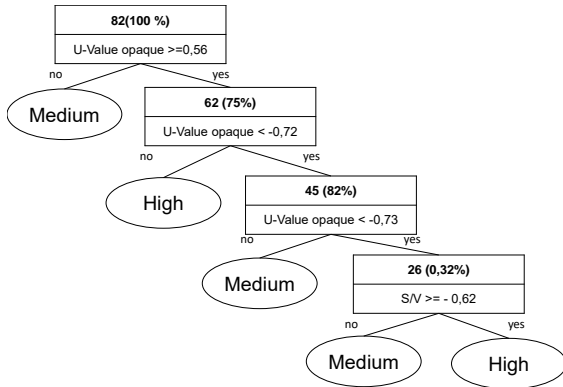 82(100 %)
U-Value opaque >=0,56
no
yes
Medium
62 (75%)
U-Value opaque < -0,72
no
yes
High
45 (82%)
U-Value opaque < -0,73
no
yes
Medium
26 (0,32%)
S/V >= - 0,62
no
yes
Medium
High